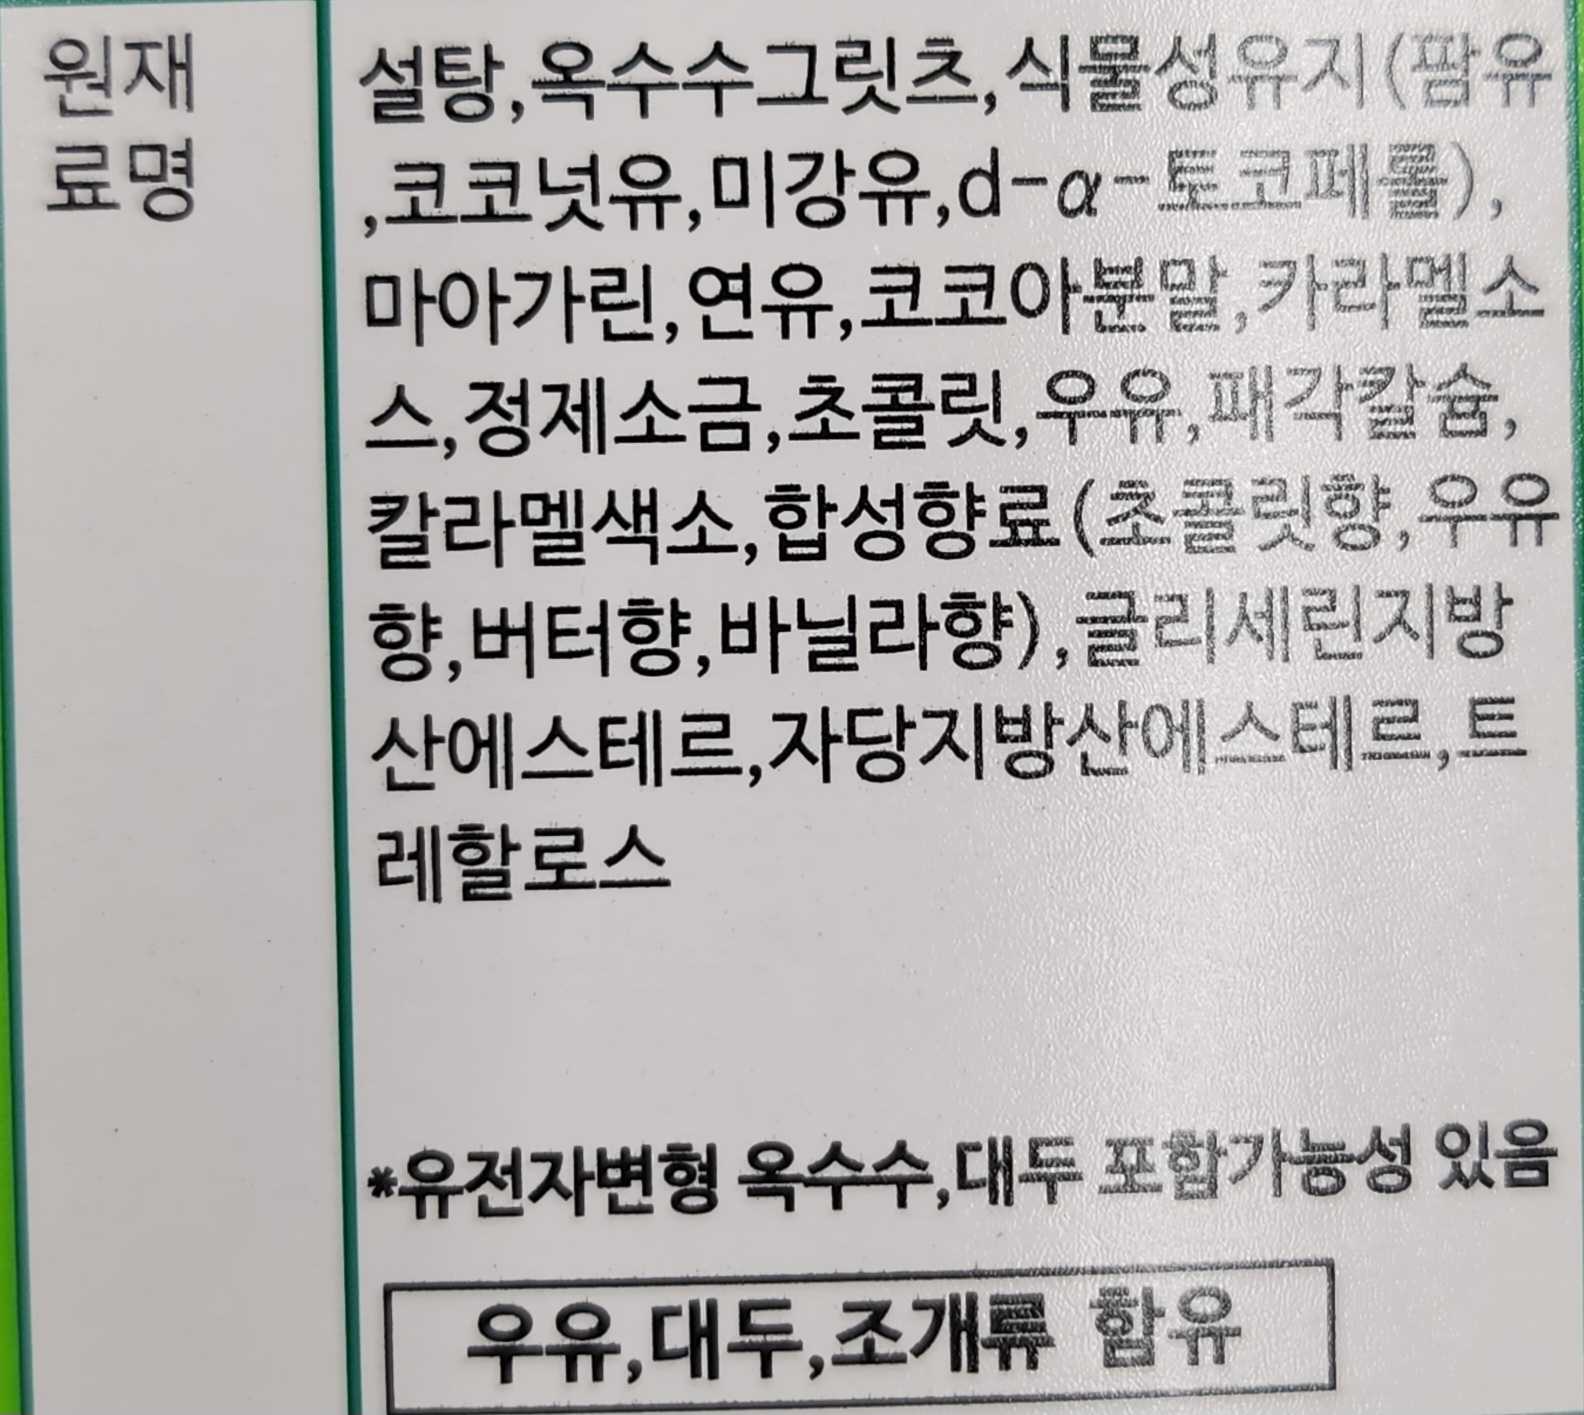 원재
료명
설탕,옥수수그릿츠,식물성유지(팜유
,코코넛유,미강유,d-α-토코페롤),
마아가린,연유,코코아분말,카라멜소
스,정제소금,초콜릿,우유,패각칼슘,
칼라멜색소,합성향료(초콜릿향,우유
향,버터향,바닐라향),글리세린지방
산에스테르,자당지방산에스테르,트
레할로스
*유전자변형 옥수수,대두 포함가능성 있음
우유,대두,조개류 함유